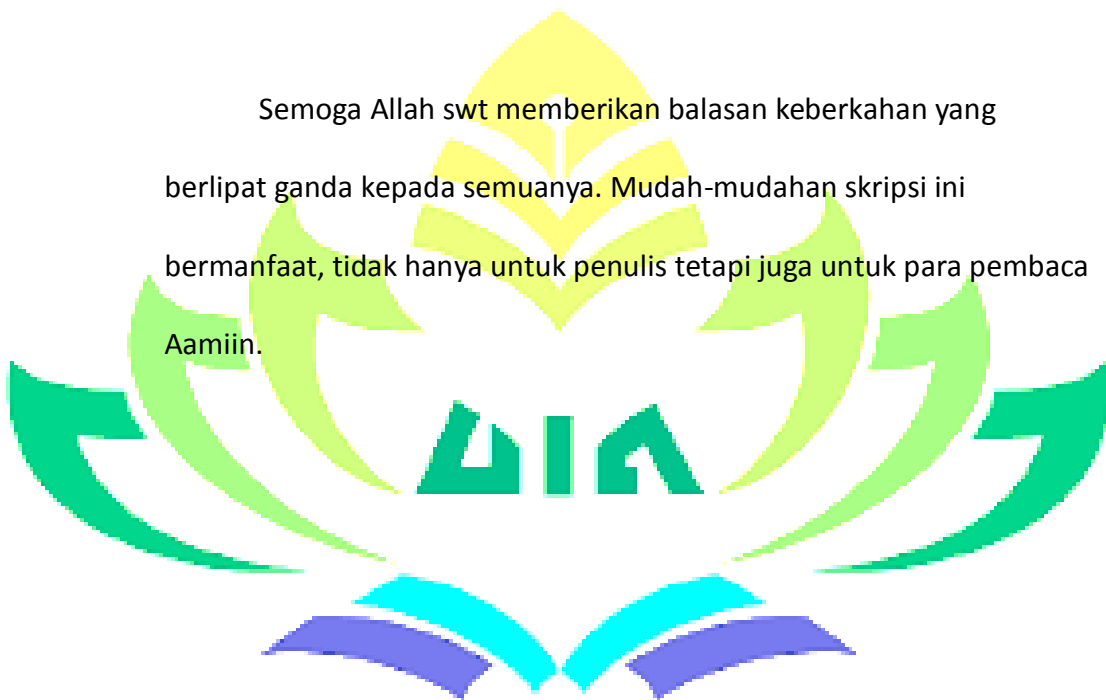 Semoga Allah swt memberikan balasan keberkahan yang
berlipat ganda kepada semuanya. Mudah-mudahan skripsi ini
bermanfaat, tidak hanya untuk penulis tetapi juga untuk para pembaca
Aamiin.